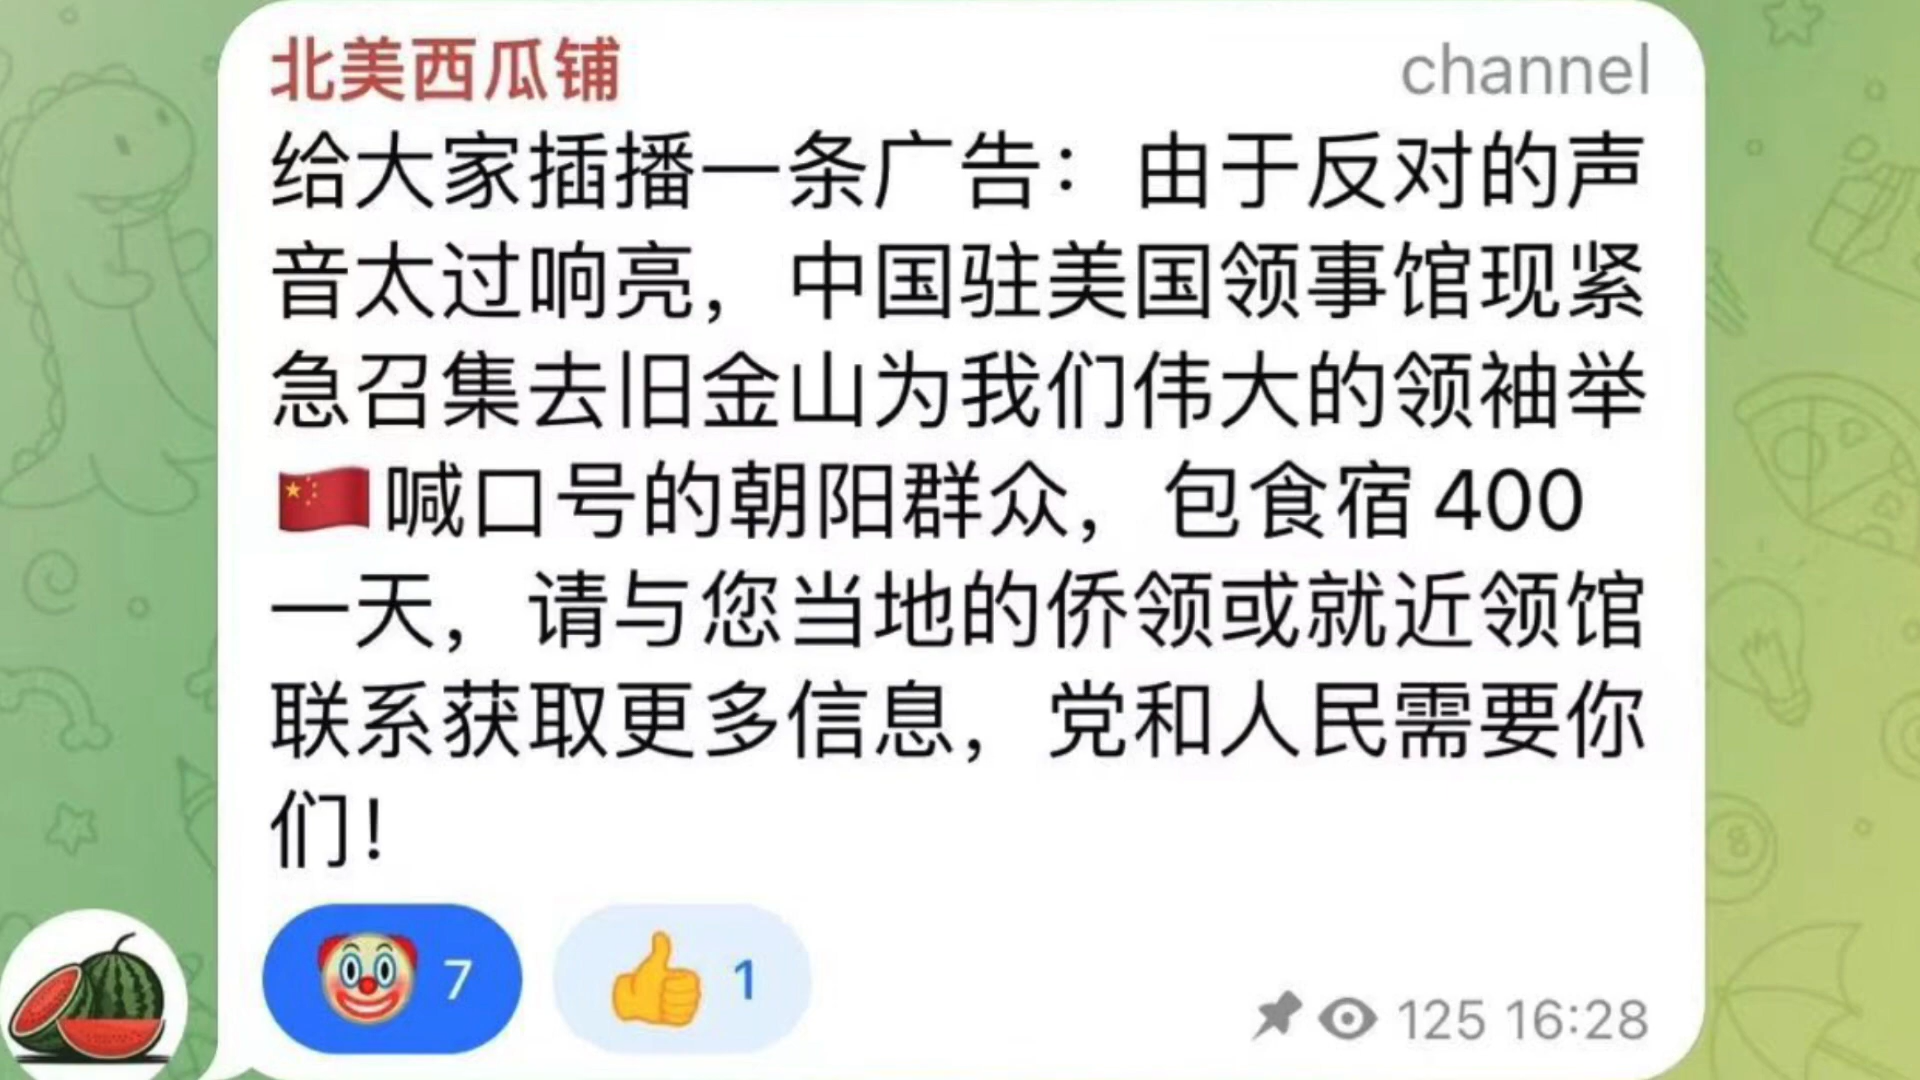 北美西瓜铺 channel
给大家插播一条广告：由于反对的声
音太过响亮，中国驻美国领事馆现紧
急召集去旧金山为我们伟大的领袖举
🇨🇳喊口号的朝阳群众，包食宿 400
一天，请与您当地的侨领或就近领馆
联系获取更多信息，党和人民需要你
们！
7 1
125 16:28